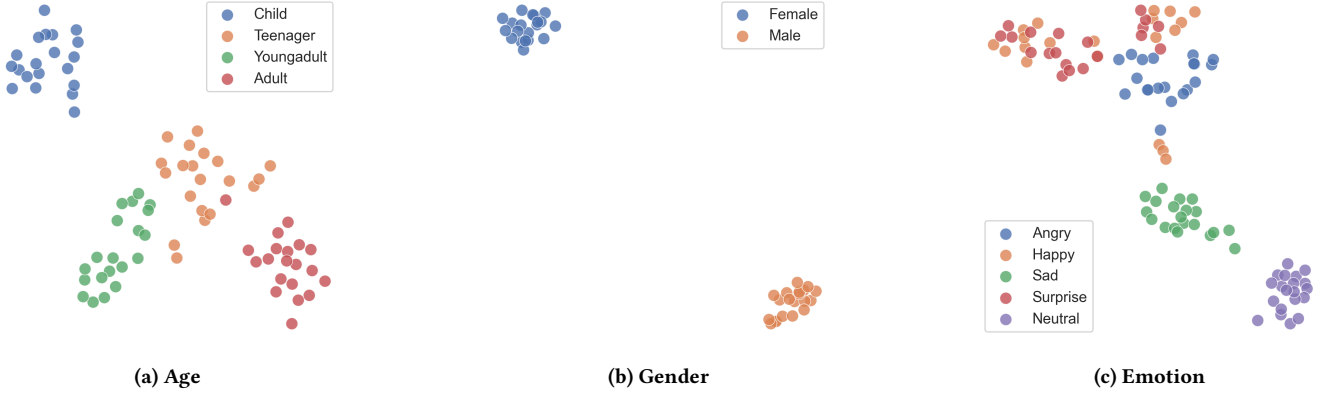 Child
Teenager
Youngadult
Adult
(a) Age
Female
Male
(b) Gender
Angry
Happy
Sad
Surprise
Neutral
(c) Emotion